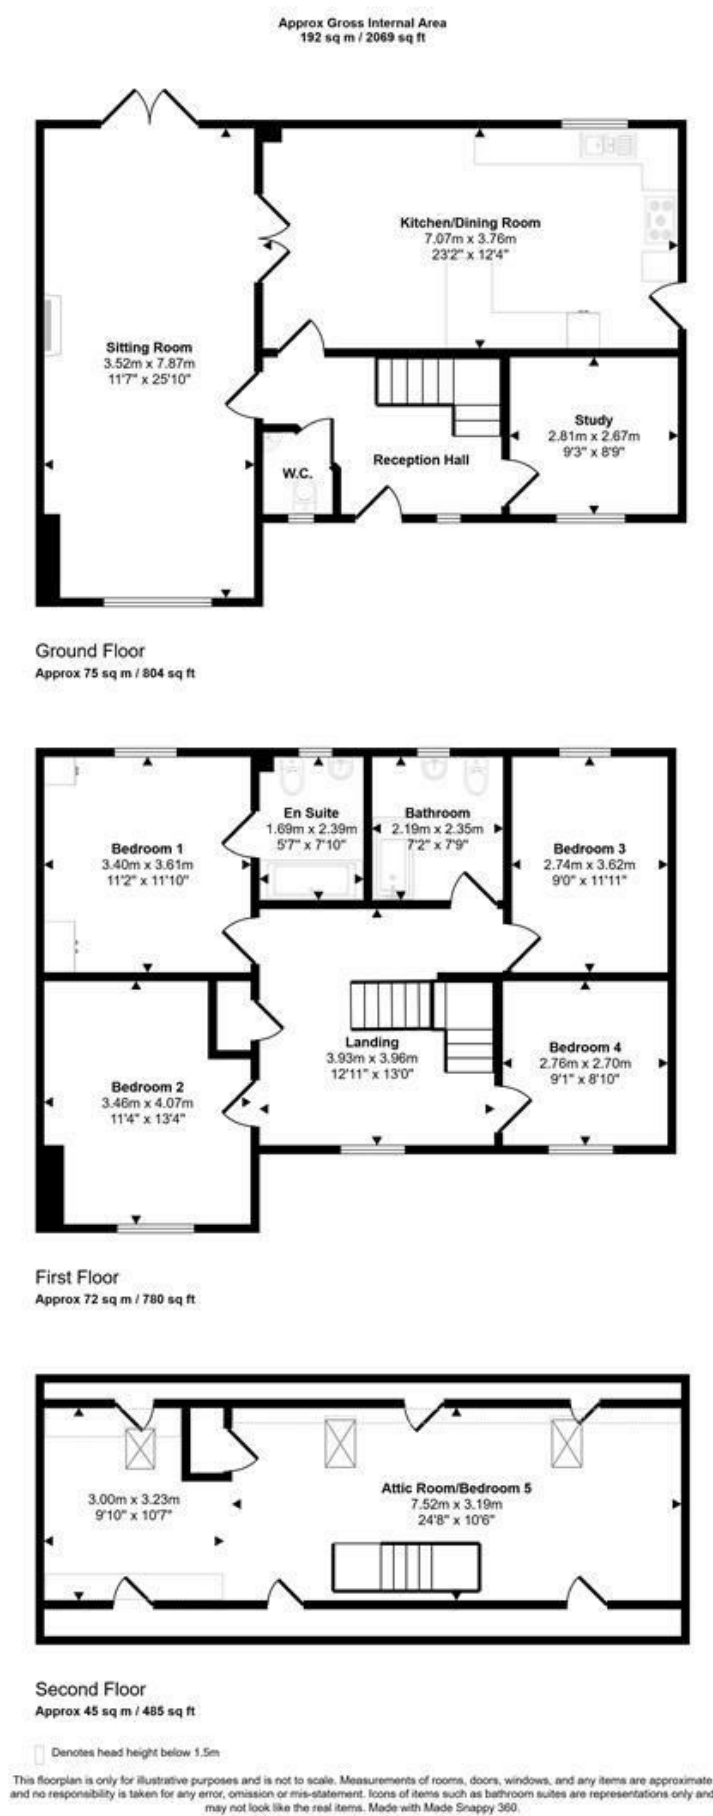 Approx Gross Internal Area
192 sq m / 2069 sq ft
Kitchen/Dining Room
7.07m x 3.76m
23'2" x 12'4"
Sitting Room
3.52m x 7.87m
11'7" x 25'10"
Study
2.81m x 2.67m
9'3" x 8'9"
W.C.
Reception Hall
Ground Floor
Approx 75 sq m / 804 sq ft
En Suite
1.69m x 2.39m
5'7" x 7'10"
Bathroom
2.19m x 2.35m
7'2" x 7'9"
Bedroom 1
3.40m x 3.61m
11'2" x 11'10"
Bedroom 3
2.74m x 3.62m
9'0" x 11'11"
Landing
3.93m x 3.96m
12'11" x 13'0"
Bedroom 4
2.76m x 2.70m
9'1" x 8'10"
Bedroom 2
3.46m x 4.07m
11'4" x 13'4"
First Floor
Approx 72 sq m / 780 sq ft
3.00m x 3.23m
9'10" x 10'7"
Attic Room/Bedroom 5
7.52m x 3.19m
24'8" x 10'6"
Second Floor
Approx 45 sq m / 485 sq ft
Denotes head height below 1.5m
This floorplan is only for illustrative purposes and is not to scale. Measurements of rooms, doors, windows, and any items are approximate
and no responsibility is taken for any error, omission or mis-statement. Icons of items such as bathroom suites are representations only and
may not look like the real items. Made with Made Snappy 360.